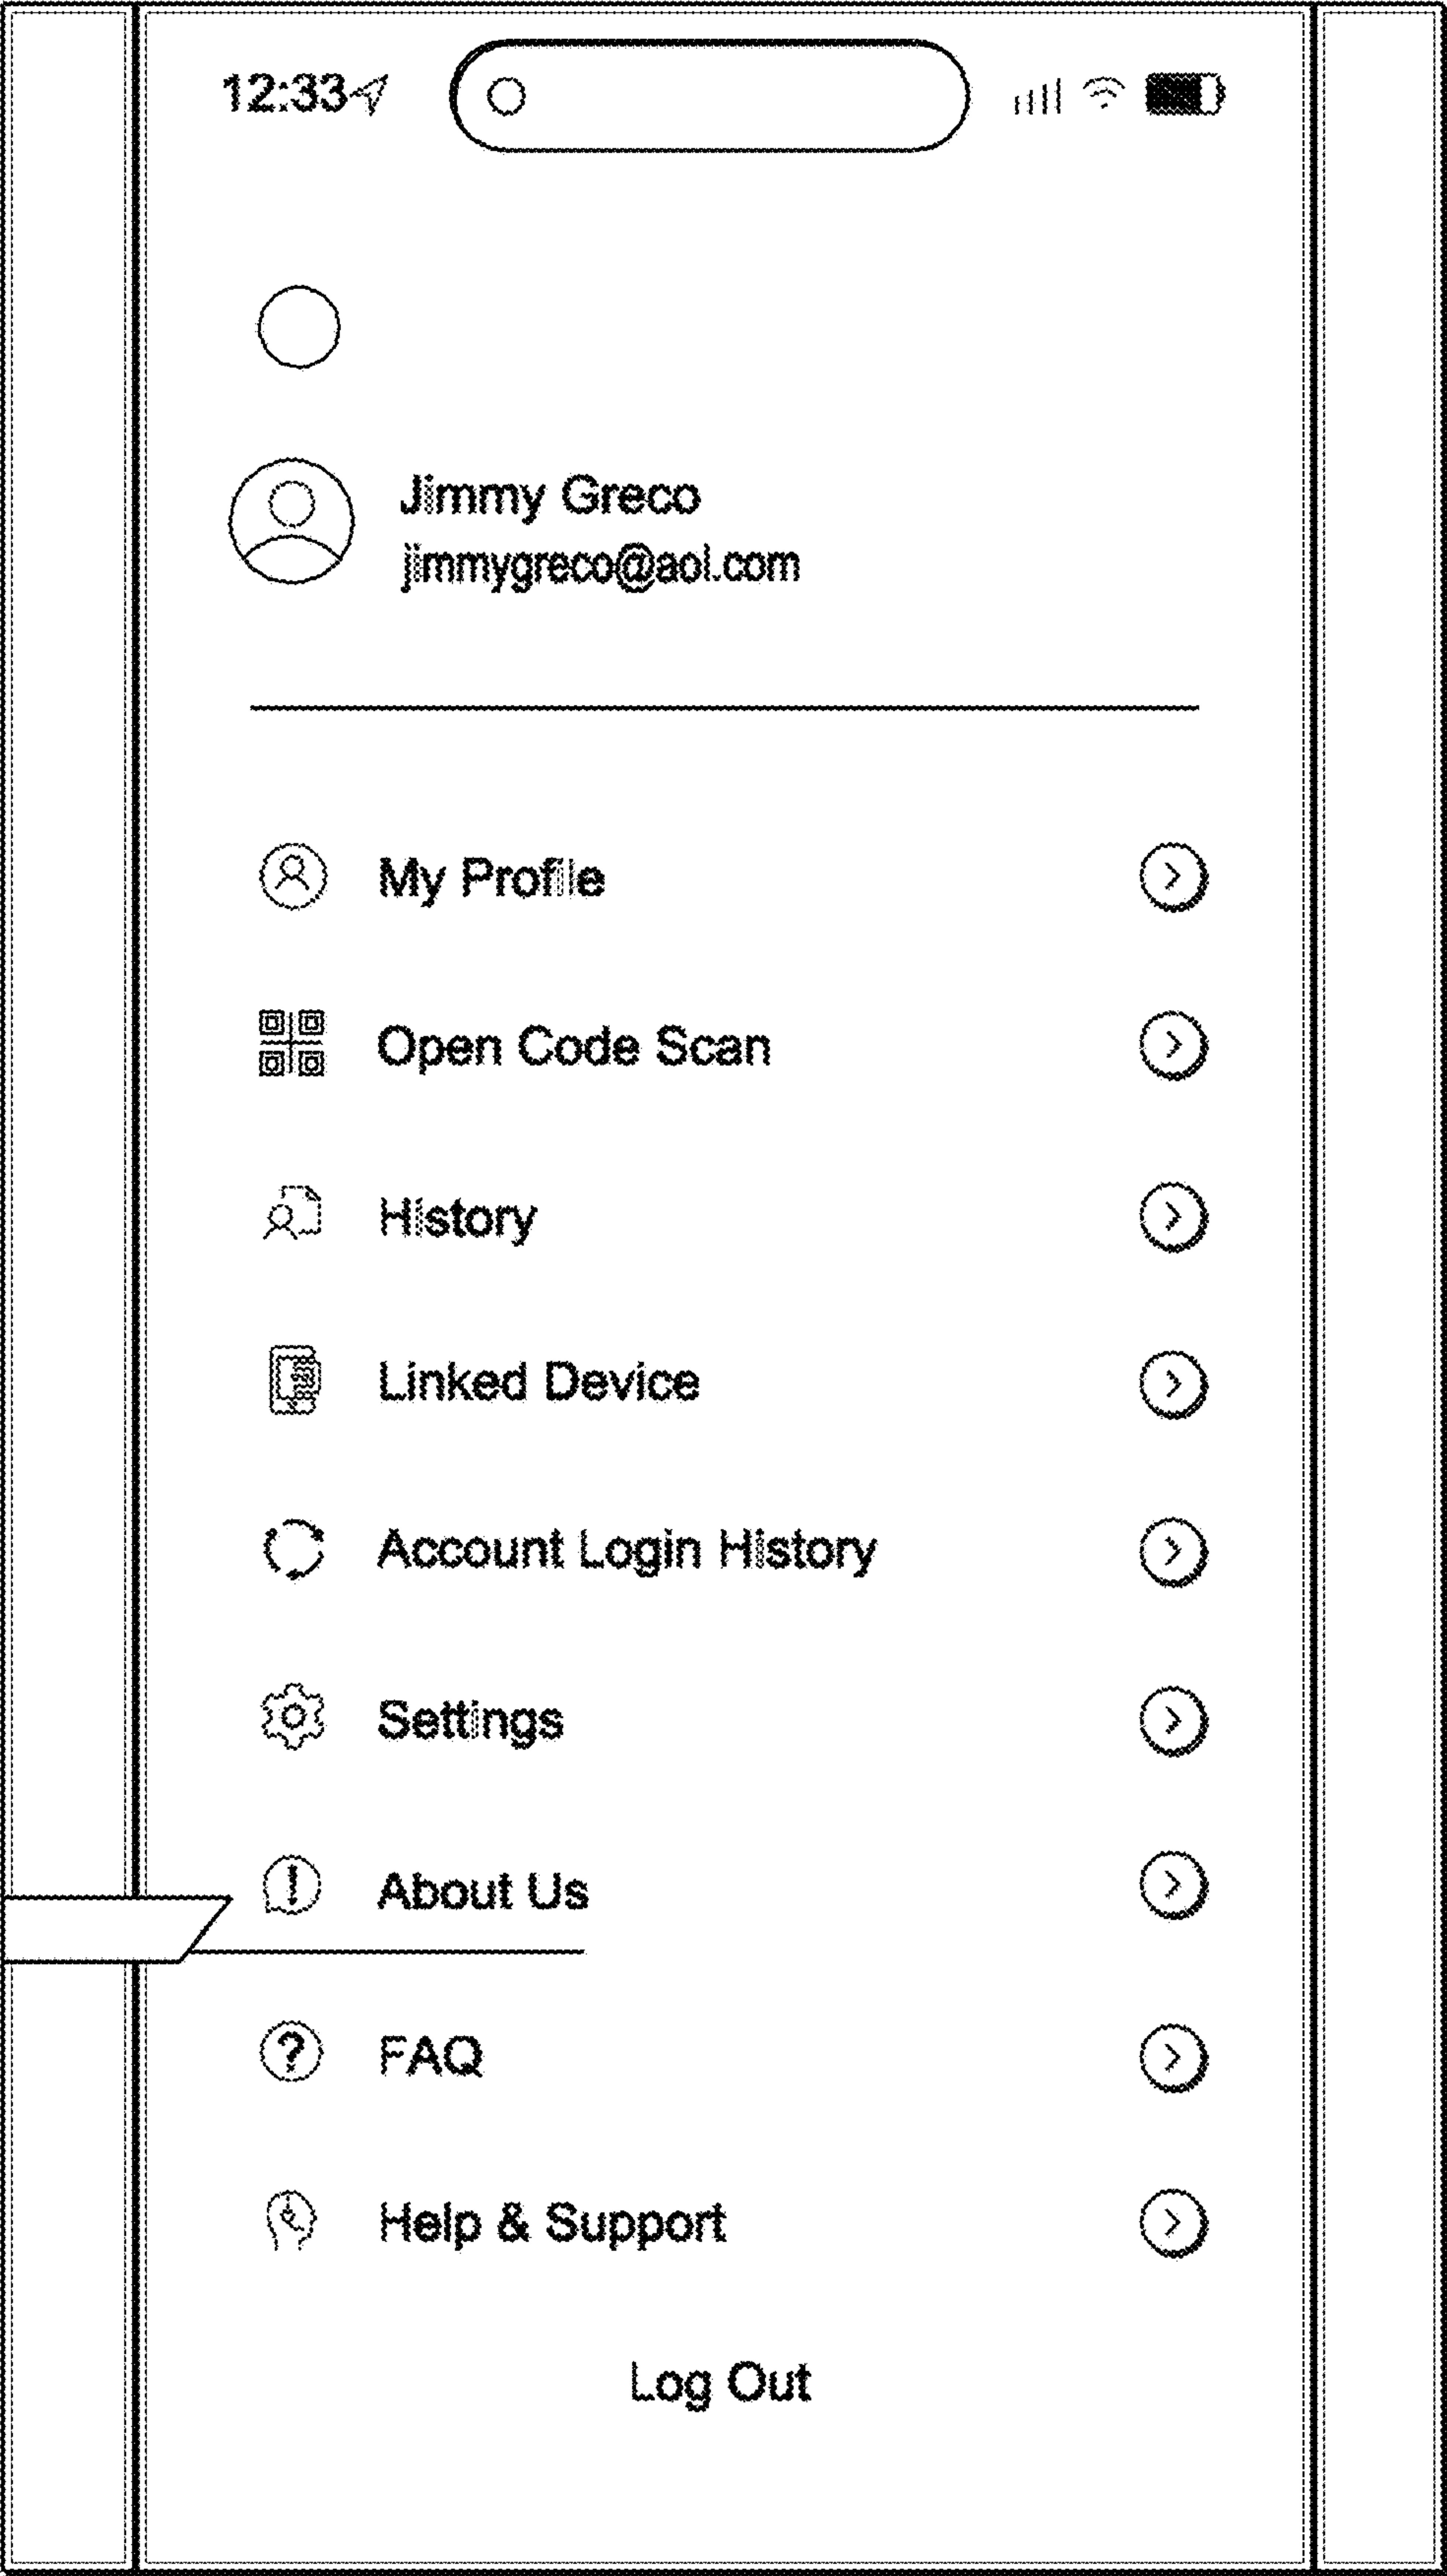 12:33
Jimmy Greco
jimmygreco@aol.com
My Profile
Open Code Scan
History
Linked Device
Account Login History
Settings
About Us
FAQ
Help & Support
Log Out